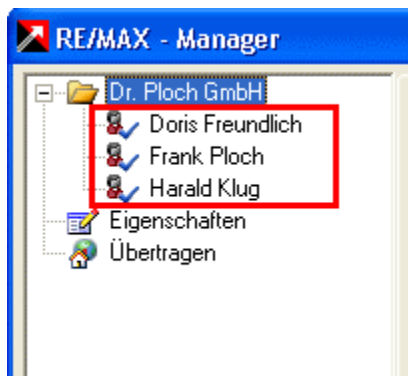 RE/MAX - Manager
Dr. Ploch GmbH
Doris Freundlich
Frank Ploch
Harald Klug
Eigenschaften
Übertragen